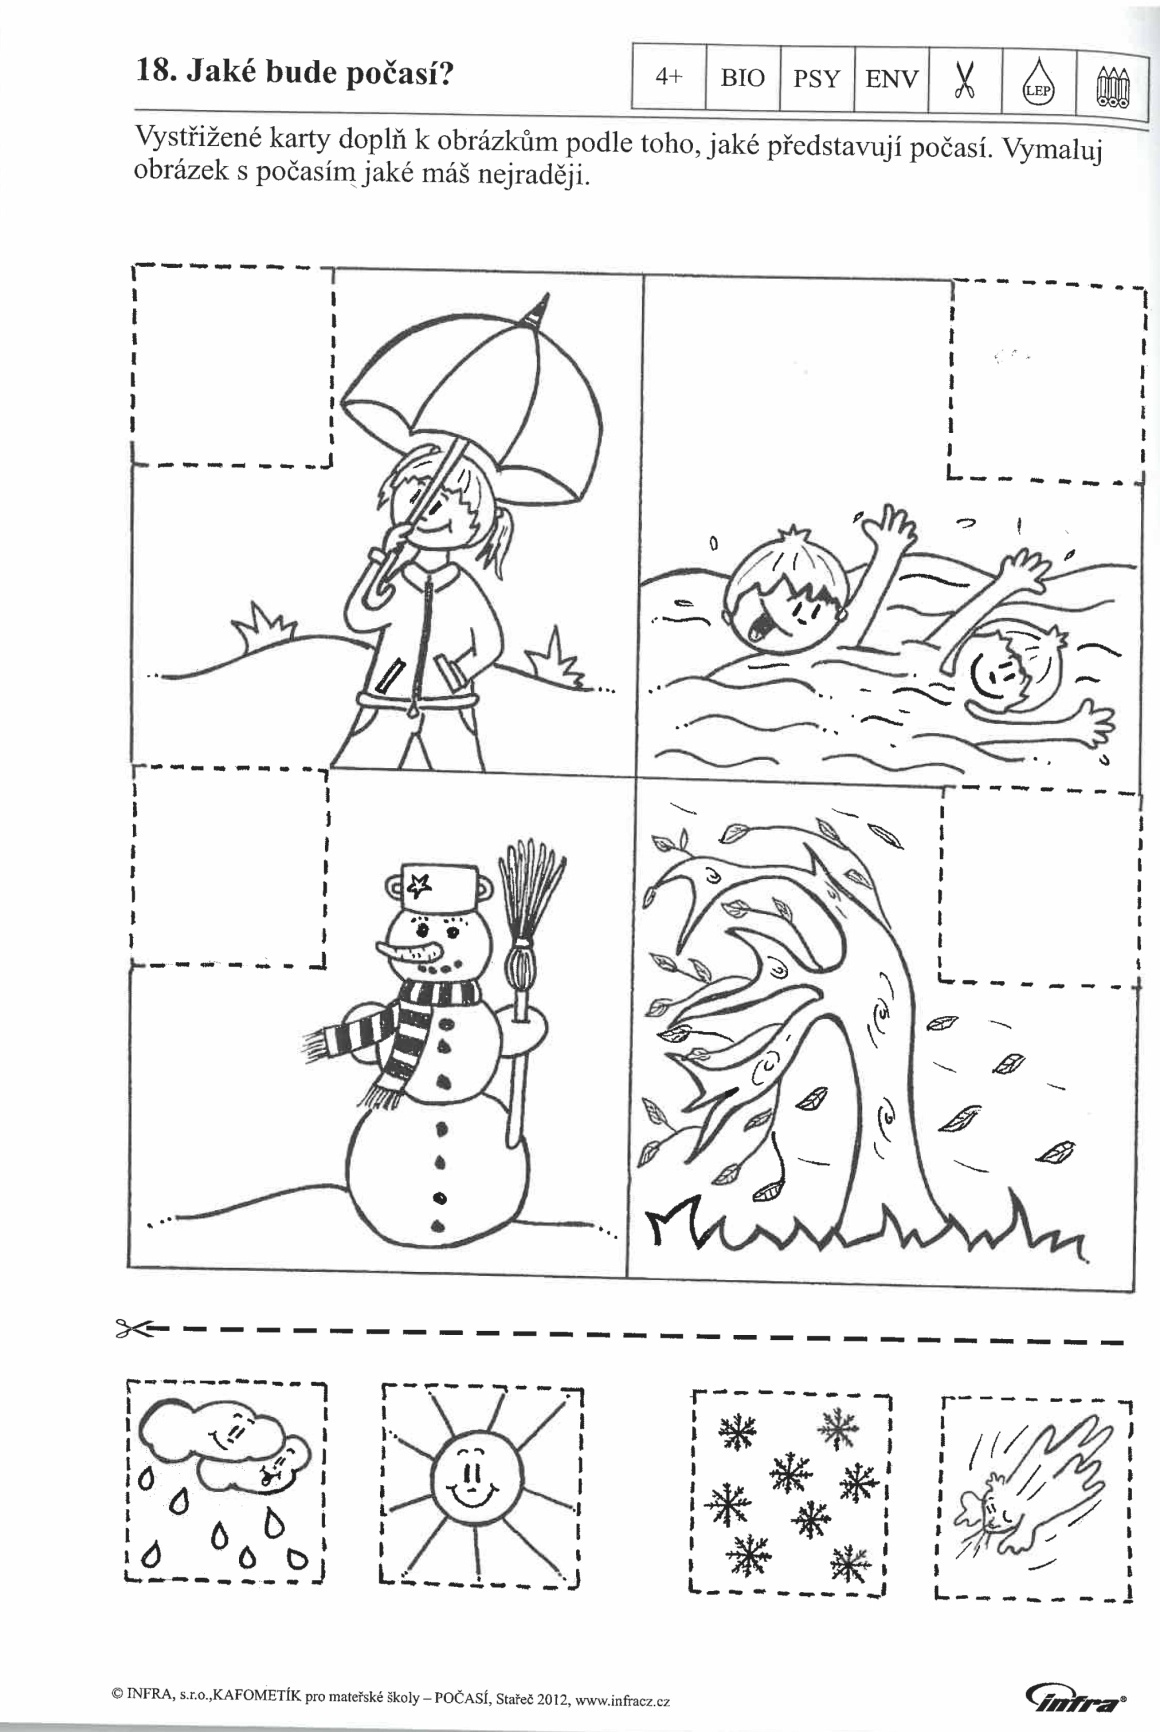 18. Jaké bude počasí?
4+ BIO PSY ENV LEP
Vystřižené karty doplň k obrázkům podle toho, jaké představují počasí. Vymaluj
obrázek s počasím jaké máš nejraději.
© INFRA, s.r.o.,KAFOMETÍK pro mateřské školy – POČASÍ, Stařeč 2012, www.infracz.cz
infra®